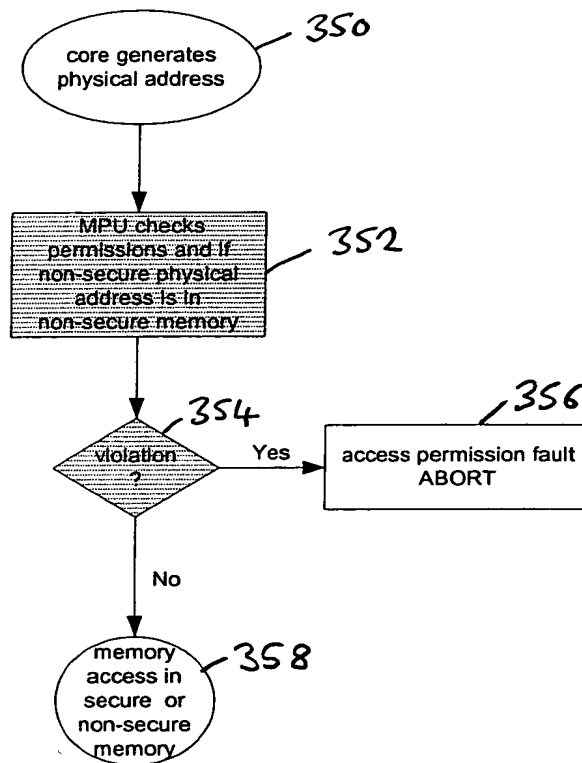 core generates
physical address
350
MPU checks
permissions and if
non-secure physical
address is in
non-secure memory
352
violation
?
354
Yes
access permission fault
ABORT
356
No
memory
access in
secure or
non-secure
memory
358